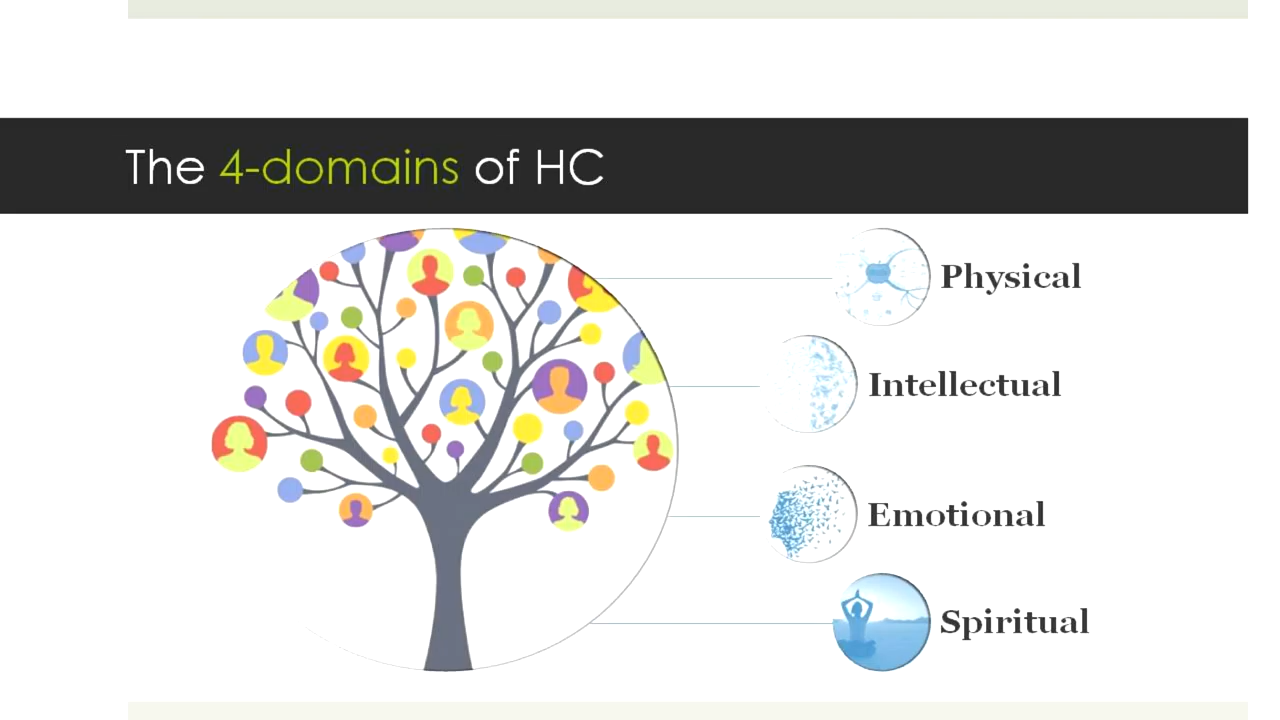 The 4-domains of HC
Physical
Intellectual
Emotional
Spiritual